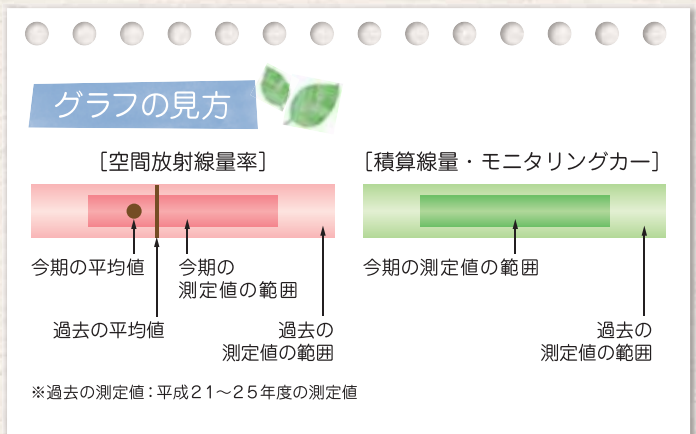 グラフの見方
［空間放射線量率］
［積算線量・モニタリングカー］
今期の平均値
今期の
測定値の範囲
過去の平均値
過去の
測定値の範囲
今期の測定値の範囲
過去の
測定値の範囲
※過去の測定値：平成２１～２５年度の測定値